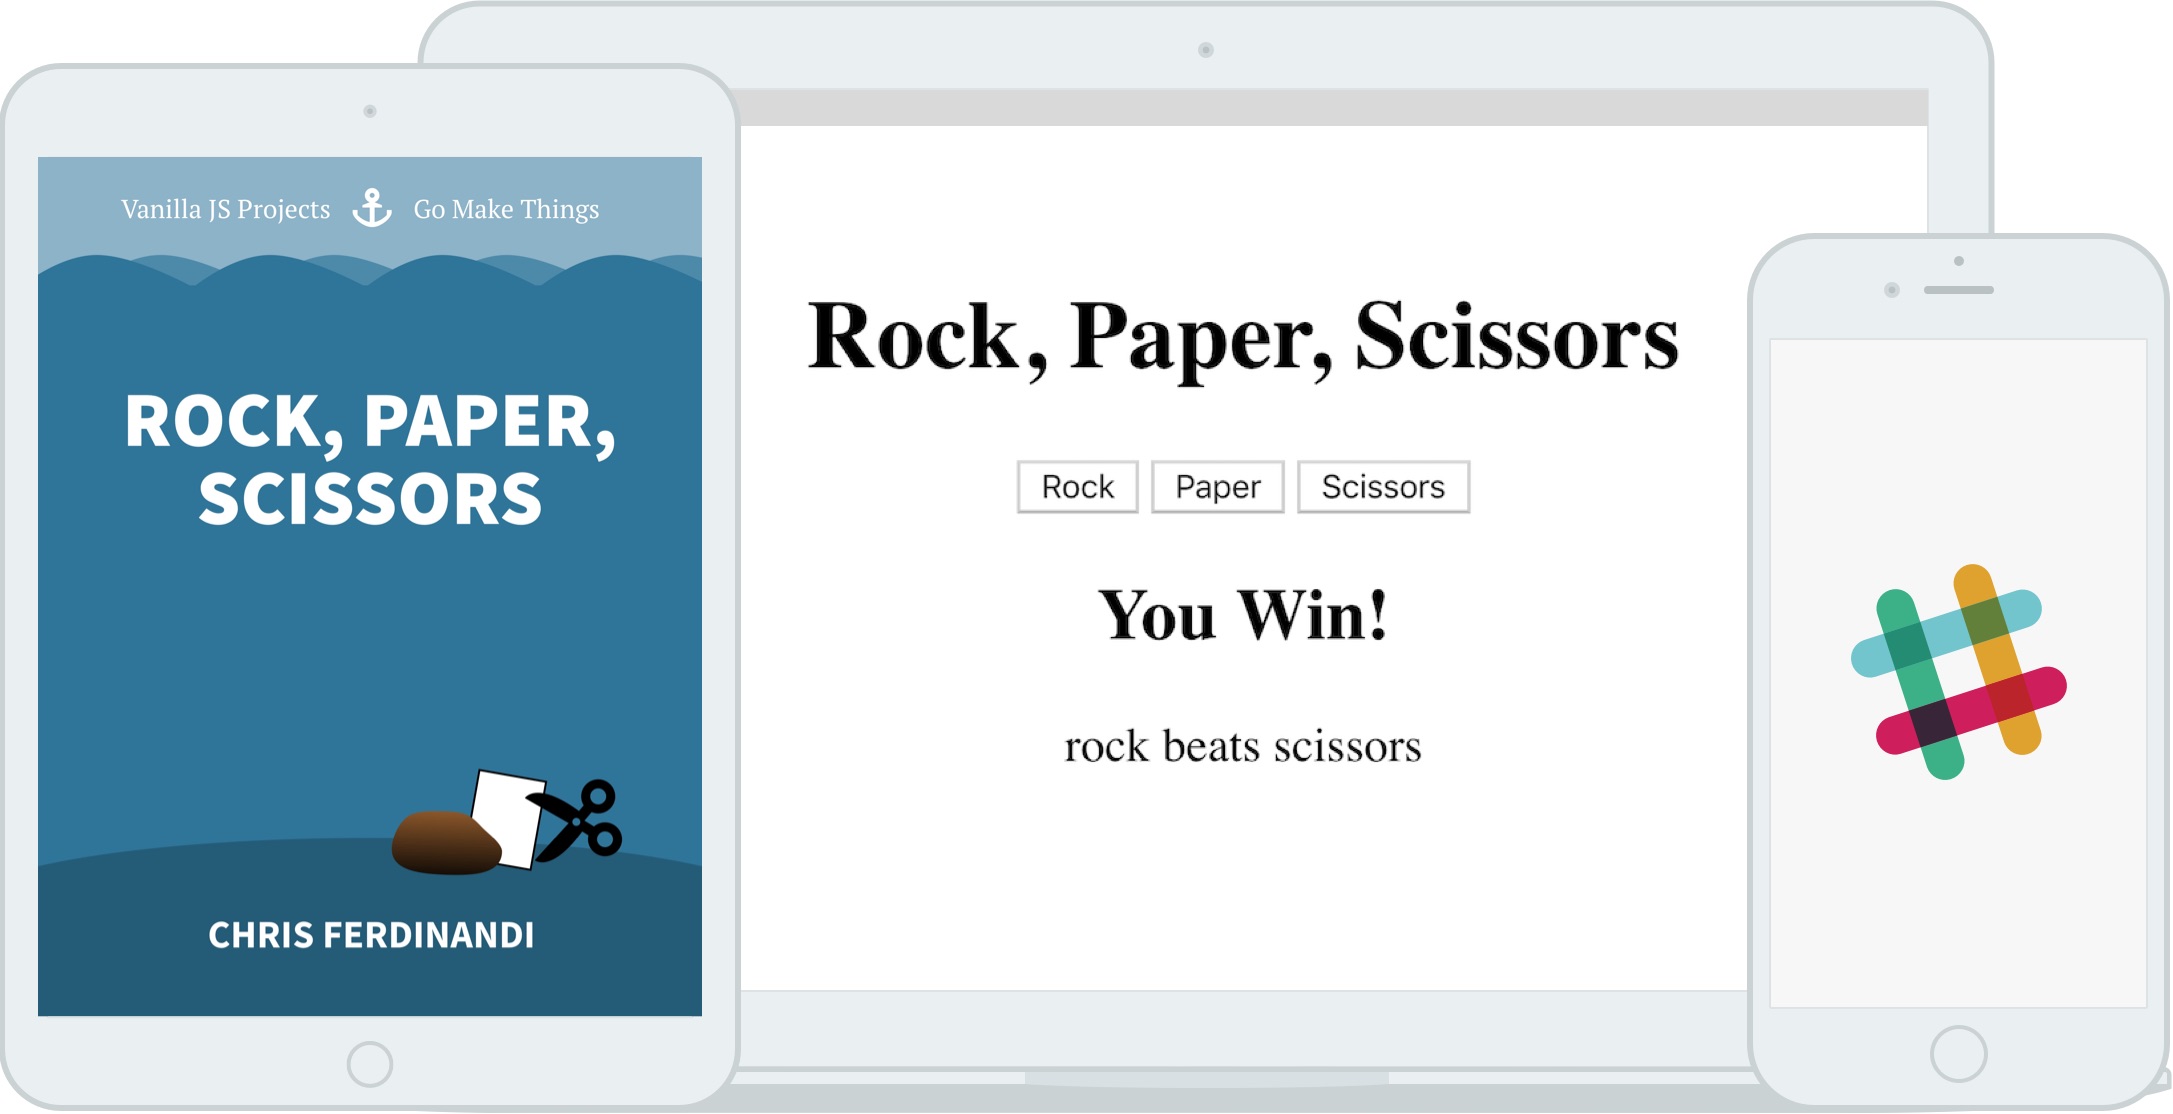 Vanilla JS Projects Go Make Things
ROCK, PAPER,
SCISSORS
CHRIS FERDINANDI
Rock, Paper, Scissors
Rock Paper Scissors
You Win!
rock beats scissors